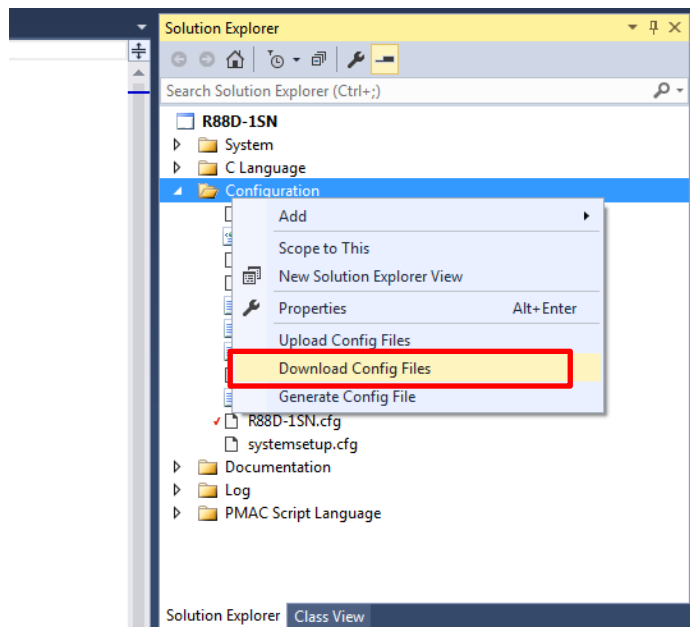 Solution Explorer
Search Solution Explorer (Ctrl+;)
R88D-1SN
System
C Language
Configuration
Add
Scope to This
New Solution Explorer View
Properties Alt+Enter
Upload Config Files
Download Config Files
Generate Config File
R88D-1SN.cfg
systemsetup.cfg
Documentation
Log
PMAC Script Language
Solution Explorer Class View